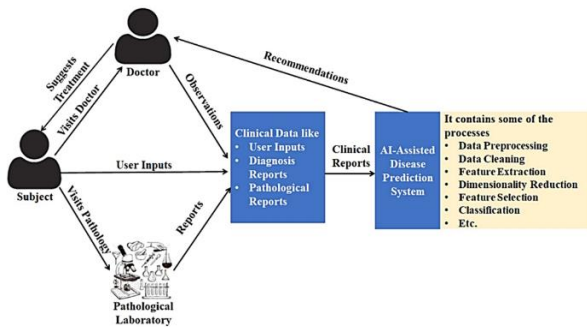 Doctor
Recommendations
Suggests
Treatment
Visits Doctor
Observations
Subject
User Inputs
Clinical Data like
• User Inputs
• Diagnosis
Reports
• Pathological
Reports
Clinical
Reports
AI-Assisted
Disease
Prediction
System
It contains some of the
processes
• Data Preprocessing
• Data Cleaning
• Feature Extraction
• Dimensionality Reduction
• Feature Selection
• Classification
• Etc.
Visits Pathology
Reports
Pathological
Laboratory